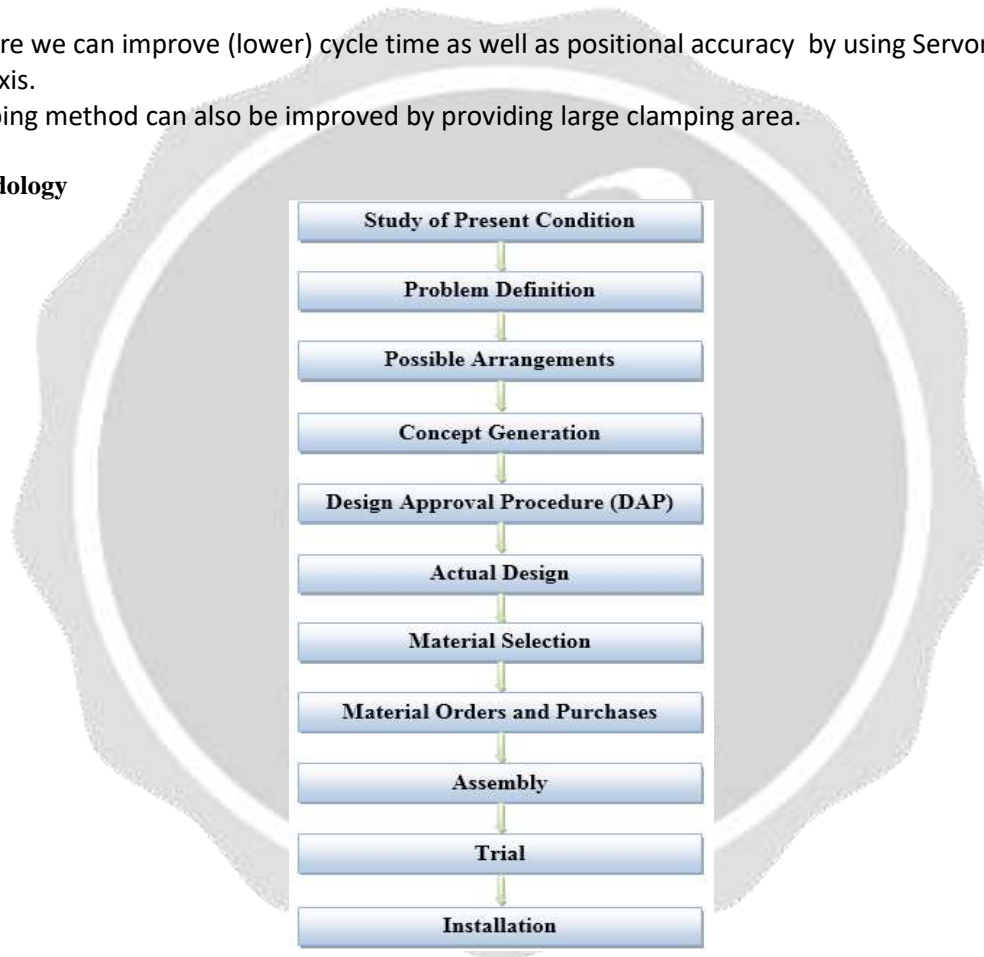 re we can improve (lower) cycle time as well as positional accuracy by using Servor
xis.
ing method can also be improved by providing large clamping area.
dology
Study of Present Condition
Problem Definition
Possible Arrangements
Concept Generation
Design Approval Procedure (DAP)
Actual Design
Material Selection
Material Orders and Purchases
Assembly
Trial
Installation